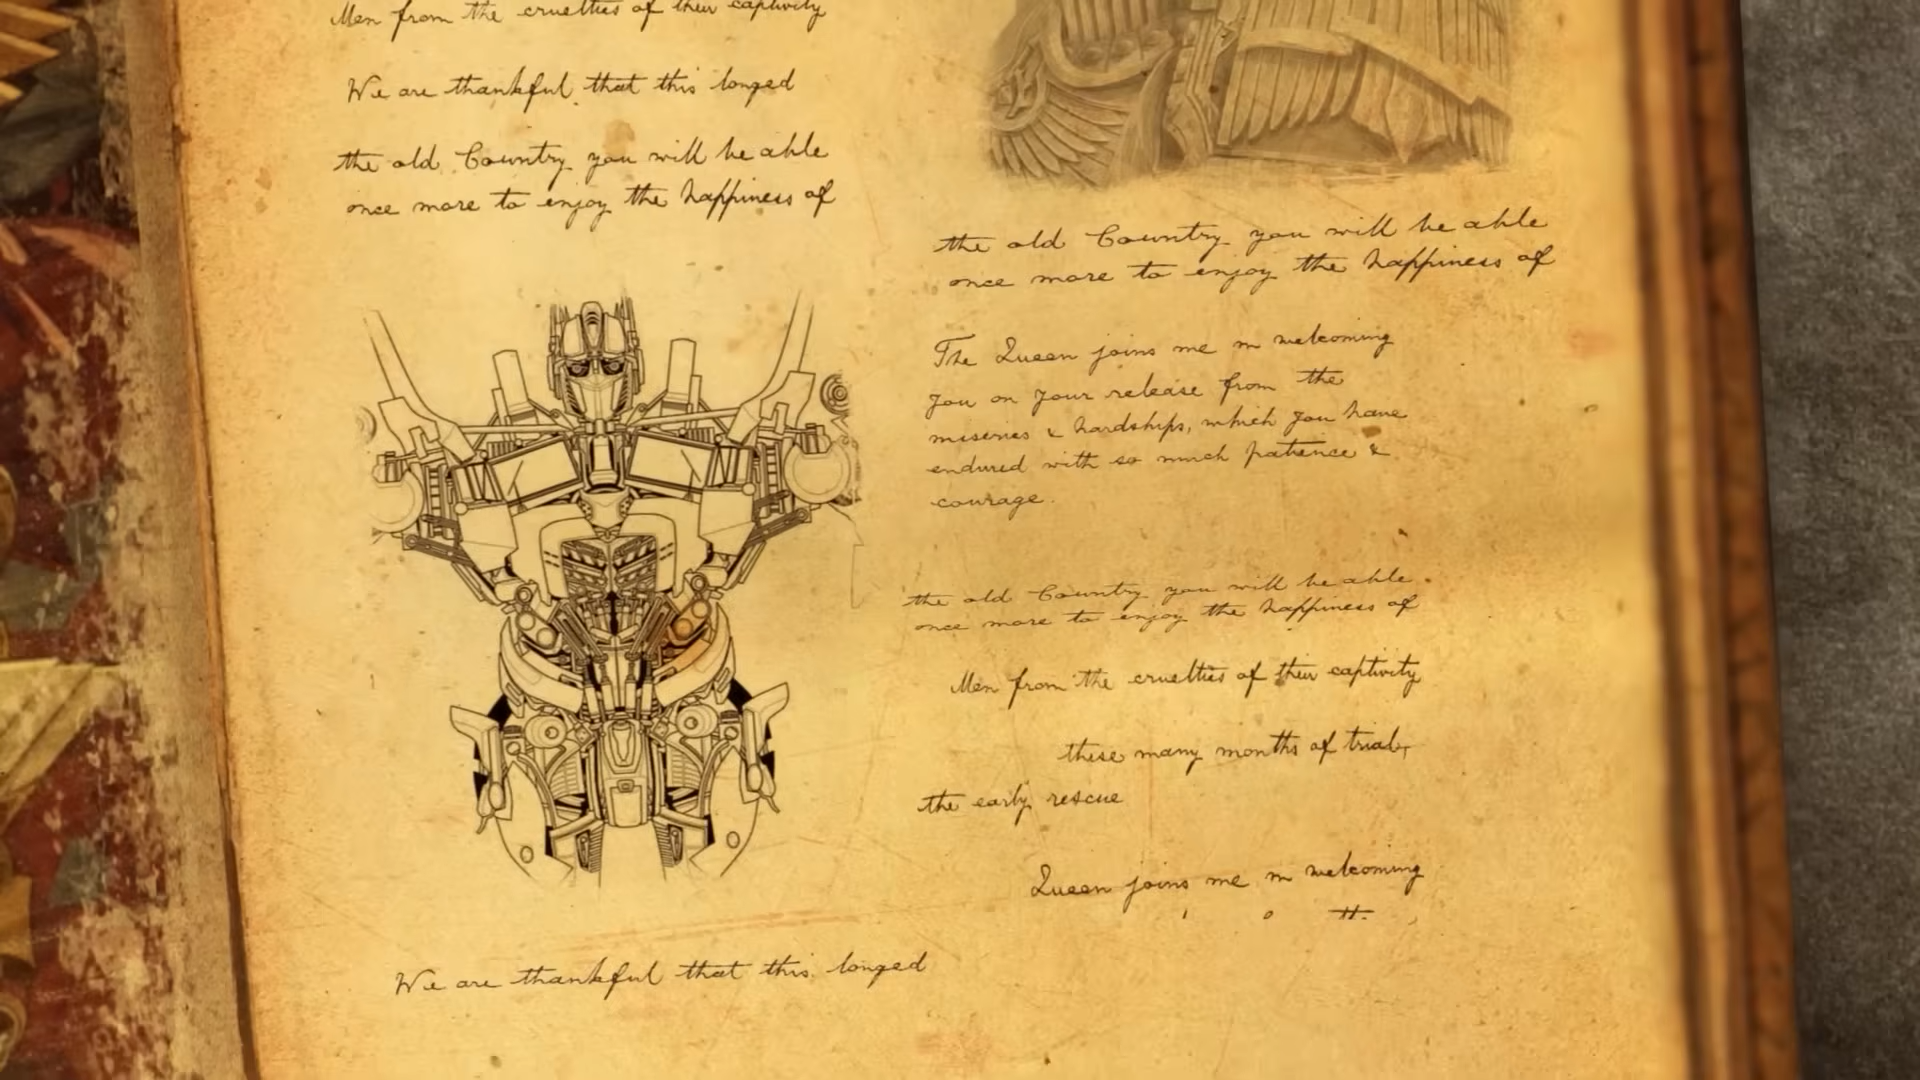 Men from the cruelties of their captivity
We are thankful that this longed
the old Country you will be able
once more to enjoy the happiness of
We are thankful that this longed
the old Country you will be able
once more to enjoy the happiness of
The Queen joins me in welcoming
you on your release from the
miseries & hardships, which you have
endured with so much patience &
courage.
the old Country you will be able
once more to enjoy the happiness of
Men from the cruelties of their captivity
these many months of trial,
the early rescue
Queen joins me in welcoming